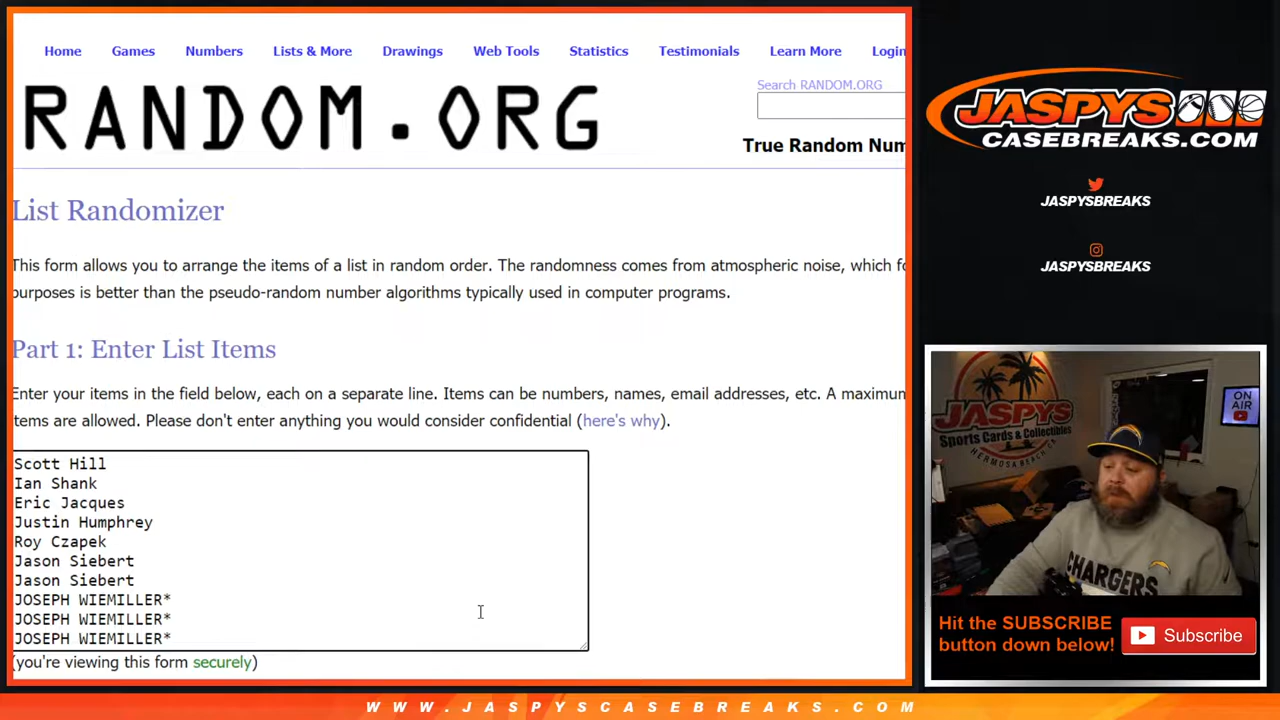 Home Games Numbers Lists & More Drawings Web Tools Statistics Testimonials Learn More Login
RANDOM.ORG
Search RANDOM.ORG
True Random Num
List Randomizer
This form allows you to arrange the items of a list in random order. The randomness comes from atmospheric noise, which fo
purposes is better than the pseudo-random number algorithms typically used in computer programs.
Part 1: Enter List Items
Enter your items in the field below, each on a separate line. Items can be numbers, names, email addresses, etc. A maximum
items are allowed. Please don't enter anything you would consider confidential (here's why).
Scott Hill
Ian Shank
Eric Jacques
Justin Humphrey
Roy Czapek
Jason Siebert
Jason Siebert
JOSEPH WIEMILLER*
JOSEPH WIEMILLER*
JOSEPH WIEMILLER*
(you're viewing this form securely)
JASPYS
CASEBREAKS.COM
JASPYSBREAKS
JASPYSBREAKS
JASPYS
Sports Cards & Collectibles
HERMOSA BEACH, CA
ON
AIR
CHARGERS
Hit the SUBSCRIBE
button down below!
Subscribe
WWW.JASPYSCASEBREAKS.COM